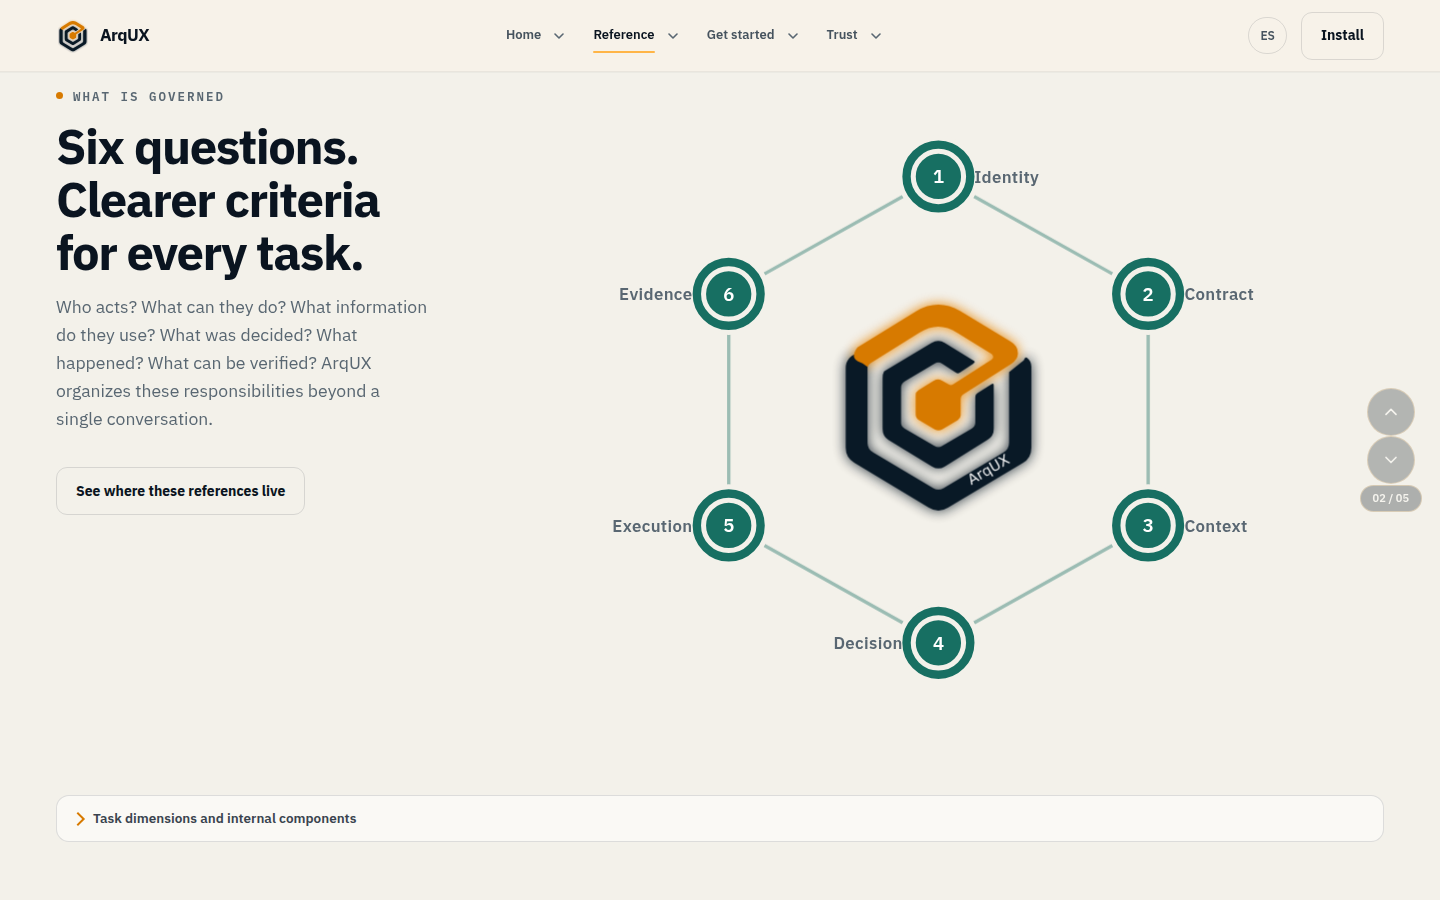 ArqUX
Home
Reference
Get started
Trust
ES
Install
WHAT IS GOVERNED
Six questions.
Clearer criteria
for every task.
Who acts? What can they do? What information
do they use? What was decided? What
happened? What can be verified? ArqUX
organizes these responsibilities beyond a
single conversation.
See where these references live
1
Identity
2
Contract
3
Context
4
Decision
5
Execution
6
Evidence
ArqUX
02 / 05
Task dimensions and internal components